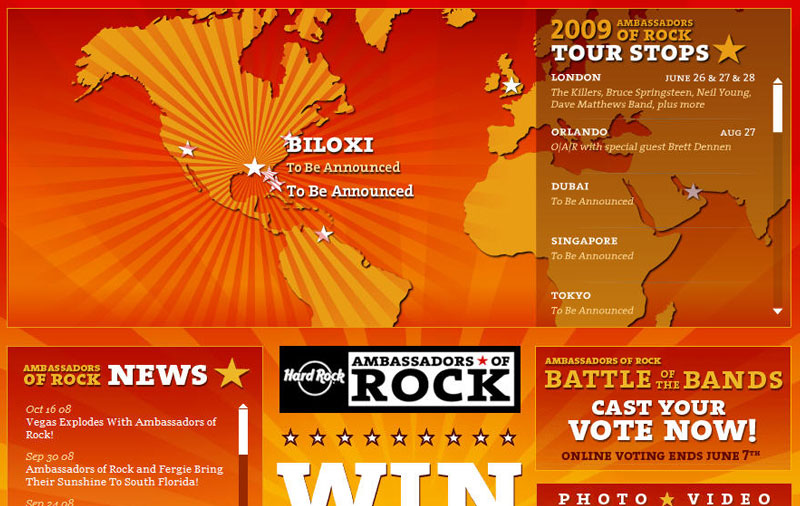 2009 AMBASSADORS OF ROCK
TOUR STOPS
LONDON JUNE 26 & 27 & 28
The Killers, Bruce Springsteen, Neil Young,
Dave Matthews Band, plus more
ORLANDO AUG 27
O|A|R with special guest Brett Dennen
DUBAI
To Be Announced
SINGAPORE
To Be Announced
TOKYO
To Be Announced
BILOXI
To Be Announced
To Be Announced
AMBASSADORS
OF ROCK NEWS
Oct 16 08
Vegas Explodes With Ambassadors of
Rock!
Sep 30 08
Ambassadors of Rock and Fergie Bring
Their Sunshine To South Florida!
Sep 24 08
Hard Rock
AMBASSADORS OF
ROCK
WIN
AMBASSADORS OF ROCK
BATTLE OF THE BANDS
CAST YOUR
VOTE NOW!
ONLINE VOTING ENDS JUNE 7TH
PHOTO VIDEO